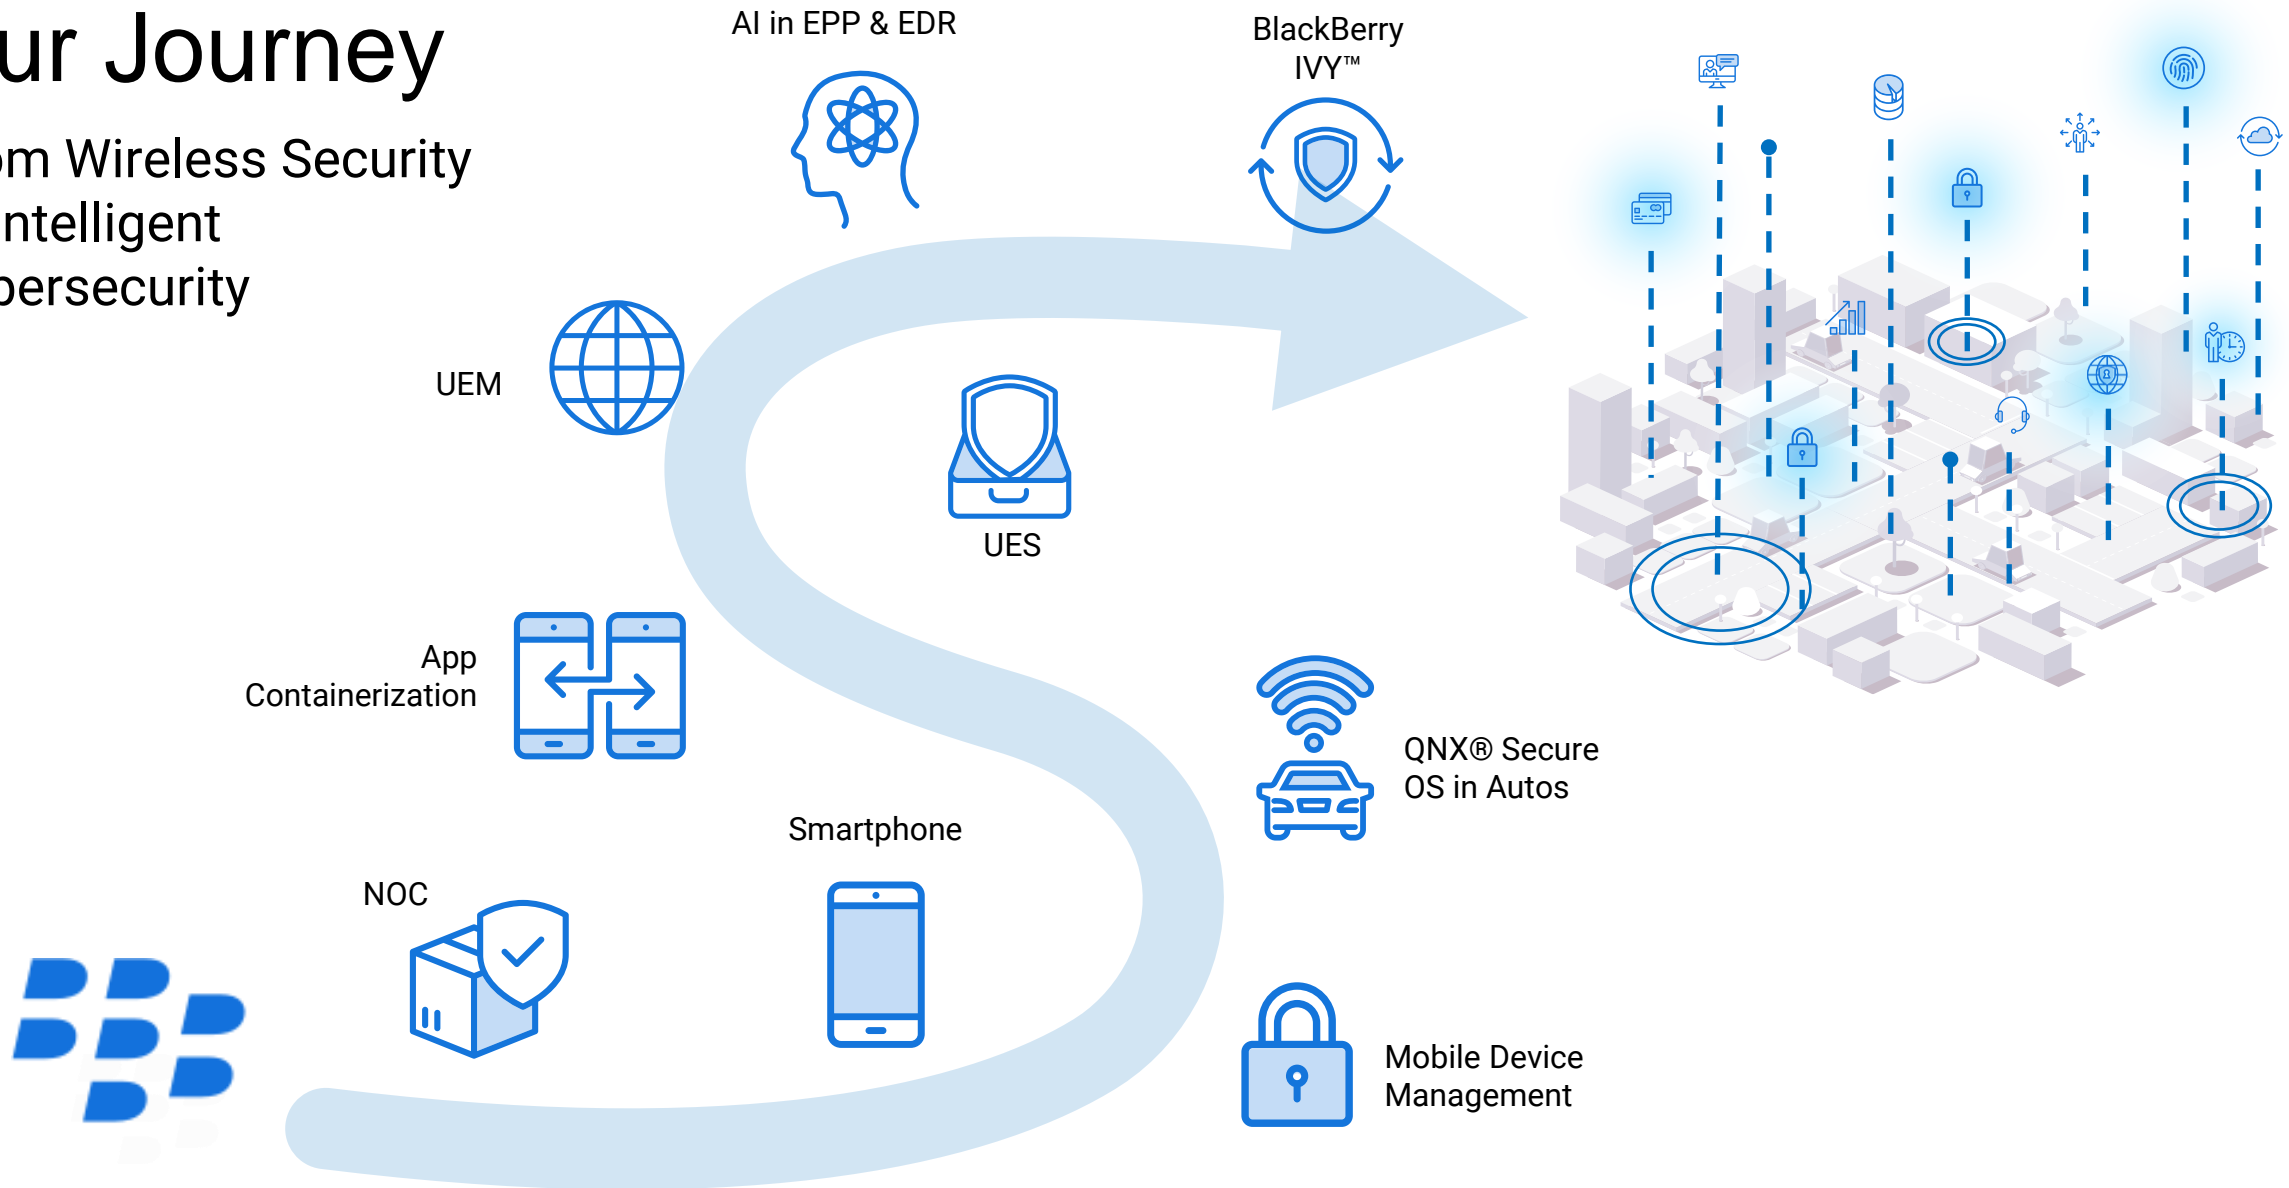 ur Journey
om Wireless Security
ntelligent
bersecurity
AI in EPP & EDR
BlackBerry
IVY™
UEM
UES
App
Containerization
QNX® Secure
OS in Autos
Smartphone
NOC
Mobile Device
Management